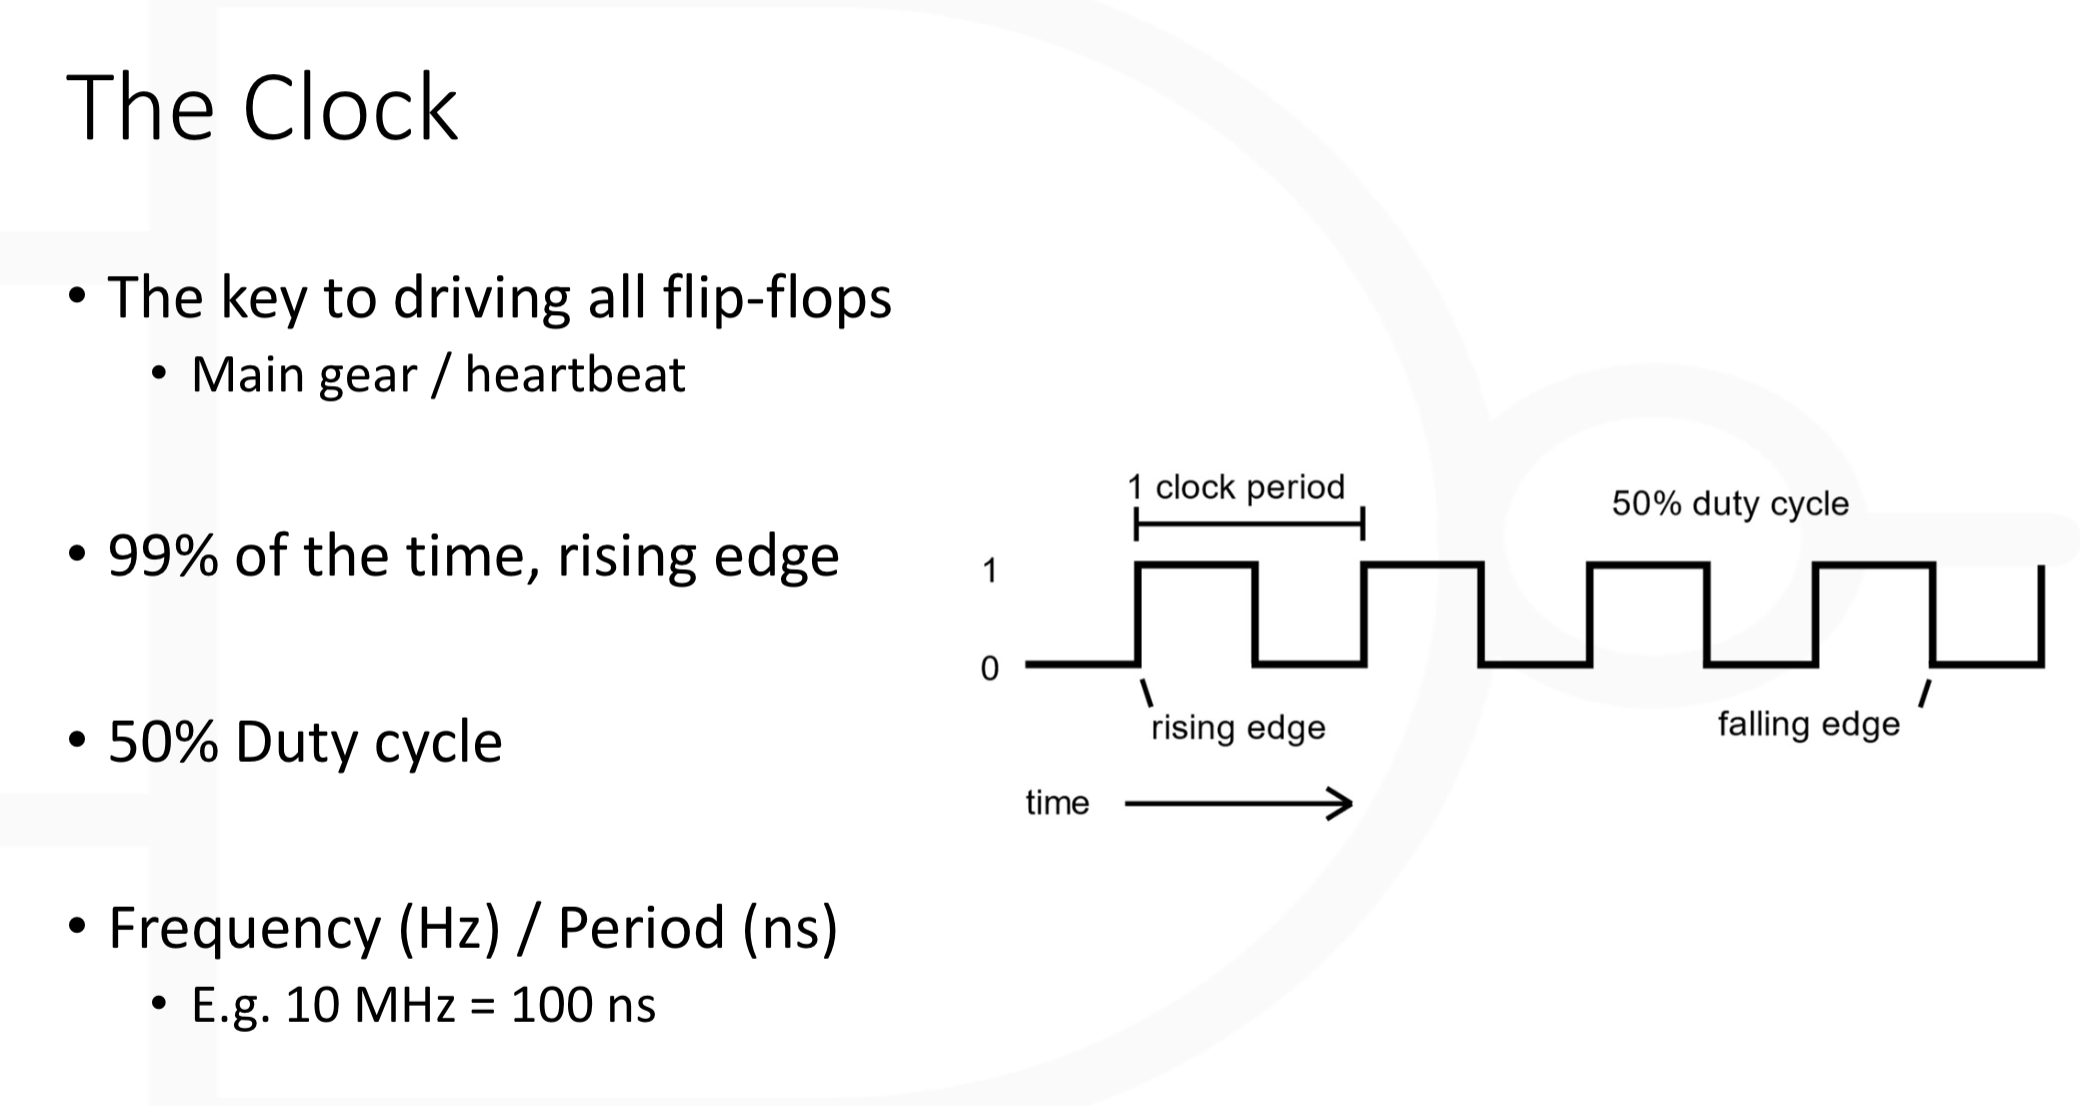 The Clock
• The key to driving all flip-flops
• Main gear / heartbeat
• 99% of the time, rising edge
• 50% Duty cycle
• Frequency (Hz) / Period (ns)
• E.g. 10 MHz = 100 ns
1 clock period
50% duty cycle
1
0
rising edge
falling edge
time